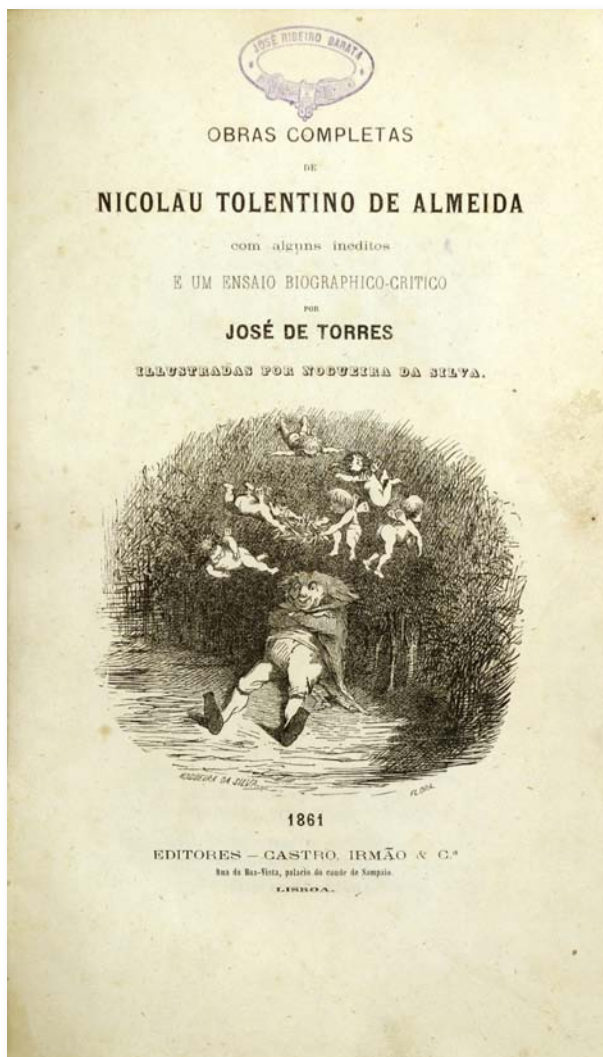 JOSÉ RIBEIRO BARATA
OBRAS COMPLETAS
DE
NICOLAU TOLENTINO DE ALMEIDA
com alguns ineditos
E UM ENSAIO BIOGRAPHICO-CRITICO
POR
JOSÉ DE TORRES
ILLUSTRADAS POR NOGUEIRA DA SILVA.
NOGUEIRA DA SILVA
FLORA
1861
EDITORES – CASTRO, IRMÃO & C.ª
Rua da Boa-Vista, palacio do conde de Sampaio.
LISBOA.